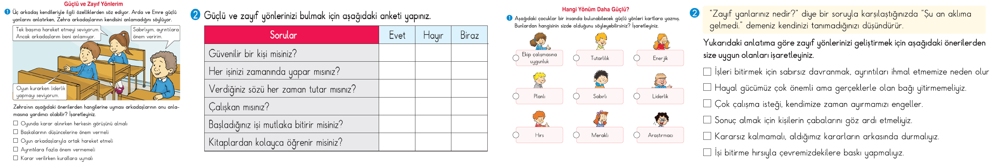 Güçlü ve Zayıf Yönlerim
1 Üç arkadaş kendileriyle ilgili özelliklerden söz ediyor. Arda ve Emre güçlü
yanlarını anlatırken, Zehra arkadaşlarının kendisini anlamadığını söylüyor.
Tek başıma hareket etmeyi seviyorum.
Ancak arkadaşlarım beni anlamıyor.
Sabırlıyım, ayrıntılara
önem veririm.
Oyun kurarken liderlik
yapmayı seviyorum.
Zehra'nın aşağıdaki önerilerden hangilerine uyması arkadaşlarının onu anla-
masına yardımcı olabilir? İşaretleyiniz.
Oyunda karar alınırken herkesin görüşünü almalı
Başkalarının düşüncelerine önem vermeli
Oyun arkadaşlarıyla ortak hareket etmeli
Ayrıntılara fazla önem vermemeli
Karar verilirken kurallara uymalı
2 Güçlü ve zayıf yönlerinizi bulmak için aşağıdaki anketi yapınız.
Sorular Evet Hayır Biraz
Güvenilir bir kişi misiniz?
Her işinizi zamanında yapar mısınız?
Verdiğiniz sözü her zaman tutar mısınız?
Çalışkan mısınız?
Başladığınız işi mutlaka bitirir misiniz?
Kitaplardan kolayca öğrenir misiniz?
Hangi Yönüm Daha Güçlü?
1 Aşağıdaki çocuklar bir insanda bulunabilecek güçlü yönleri kartlara yazmış.
Bunlardan hangisinin sizde olduğunu söyleyebilirsiniz? İşaretleyiniz.
Ekip çalışmasına
uygunluk
Tutarlılık
Enerjik
Planlı
Sabırlı
Liderlik
Hırs
Meraklı
Araştırmacı
2 "Zayıf yanlarınız nedir?" diye bir soruyla karşılaştığınızda "Şu an aklıma
gelmedi." demeniz kendinizi tanımadığınızı düşündürür.
Yukarıdaki anlatıma göre zayıf yönlerinizi geliştirmek için aşağıdaki önerilerden
size uygun olanları işaretleyiniz.
İşleri bitirmek için sabırsız davranmak, ayrıntıları ihmal etmemize neden olur
Hayal gücümüz çok önemli ama gerçeklerle olan bağı yitirmemeliyiz.
Çok çalışma isteği, kendimize zaman ayırmamızı engeller.
Sonuç almak için kişilerin çabalarını göz ardı etmeliyiz.
Kararsız kalmamalı, aldığımız kararların arkasında durmalıyız.
İşi bitirme hırsıyla çevremizdekilere baskı yapmalıyız.